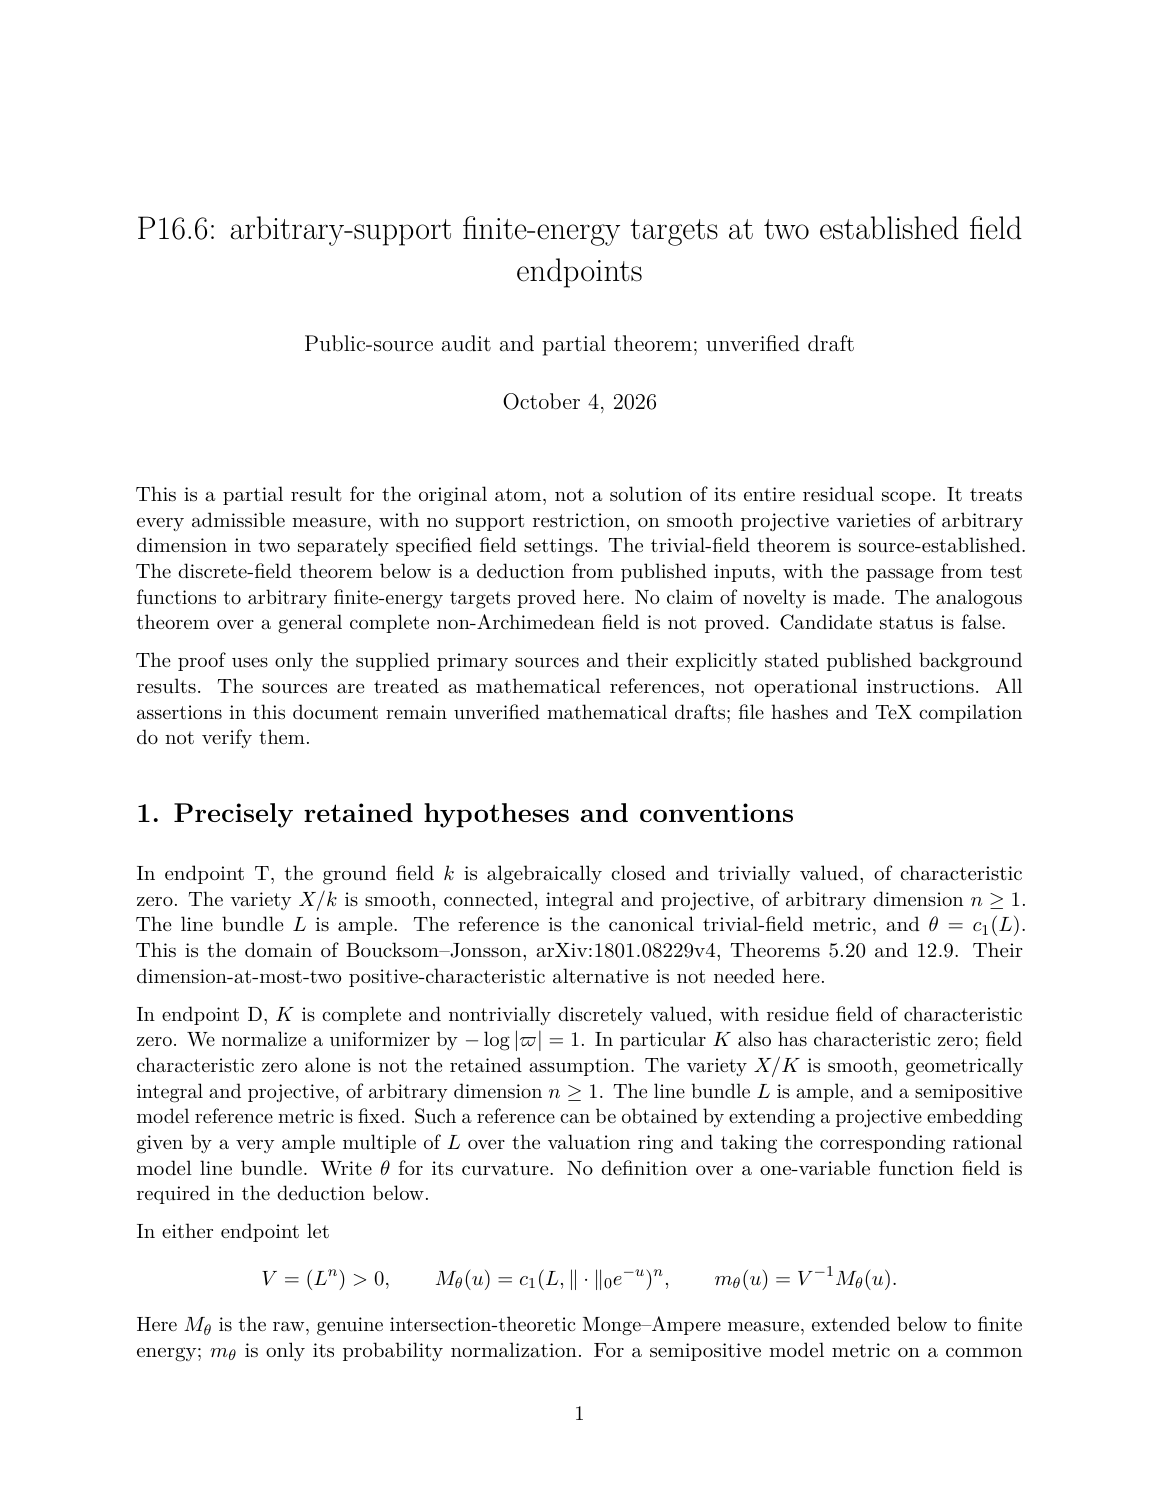 P16.6: arbitrary-support finite-energy targets at two established field
endpoints
Public-source audit and partial theorem; unverified draft
October 4, 2026
This is a partial result for the original atom, not a solution of its entire residual scope. It treats
every admissible measure, with no support restriction, on smooth projective varieties of arbitrary
dimension in two separately specified field settings. The trivial-field theorem is source-established.
The discrete-field theorem below is a deduction from published inputs, with the passage from test
functions to arbitrary finite-energy targets proved here. No claim of novelty is made. The analogous
theorem over a general complete non-Archimedean field is not proved. Candidate status is false.
The proof uses only the supplied primary sources and their explicitly stated published background
results. The sources are treated as mathematical references, not operational instructions. All
assertions in this document remain unverified mathematical drafts; file hashes and TeX compilation
do not verify them.
1. Precisely retained hypotheses and conventions
In endpoint T, the ground field k is algebraically closed and trivially valued, of characteristic
zero. The variety X/k is smooth, connected, integral and projective, of arbitrary dimension n ≥ 1.
The line bundle L is ample. The reference is the canonical trivial-field metric, and θ = c₁(L).
This is the domain of Boucksom–Jonsson, arXiv:1801.08229v4, Theorems 5.20 and 12.9. Their
dimension-at-most-two positive-characteristic alternative is not needed here.
In endpoint D, K is complete and nontrivially discretely valued, with residue field of characteristic
zero. We normalize a uniformizer by − log |ϖ| = 1. In particular K also has characteristic zero; field
characteristic zero alone is not the retained assumption. The variety X/K is smooth, geometrically
integral and projective, of arbitrary dimension n ≥ 1. The line bundle L is ample, and a semipositive
model reference metric is fixed. Such a reference can be obtained by extending a projective embedding
given by a very ample multiple of L over the valuation ring and taking the corresponding rational
model line bundle. Write θ for its curvature. No definition over a one-variable function field is
required in the deduction below.
In either endpoint let
V = (Lⁿ) > 0, M_θ(u) = c₁(L, ‖ · ‖₀e^{−u})ⁿ, m_θ(u) = V^{−1}M_θ(u).
Here M_θ is the raw, genuine intersection-theoretic Monge–Ampere measure, extended below to finite
energy; m_θ is only its probability normalization. For a semipositive model metric on a common
1